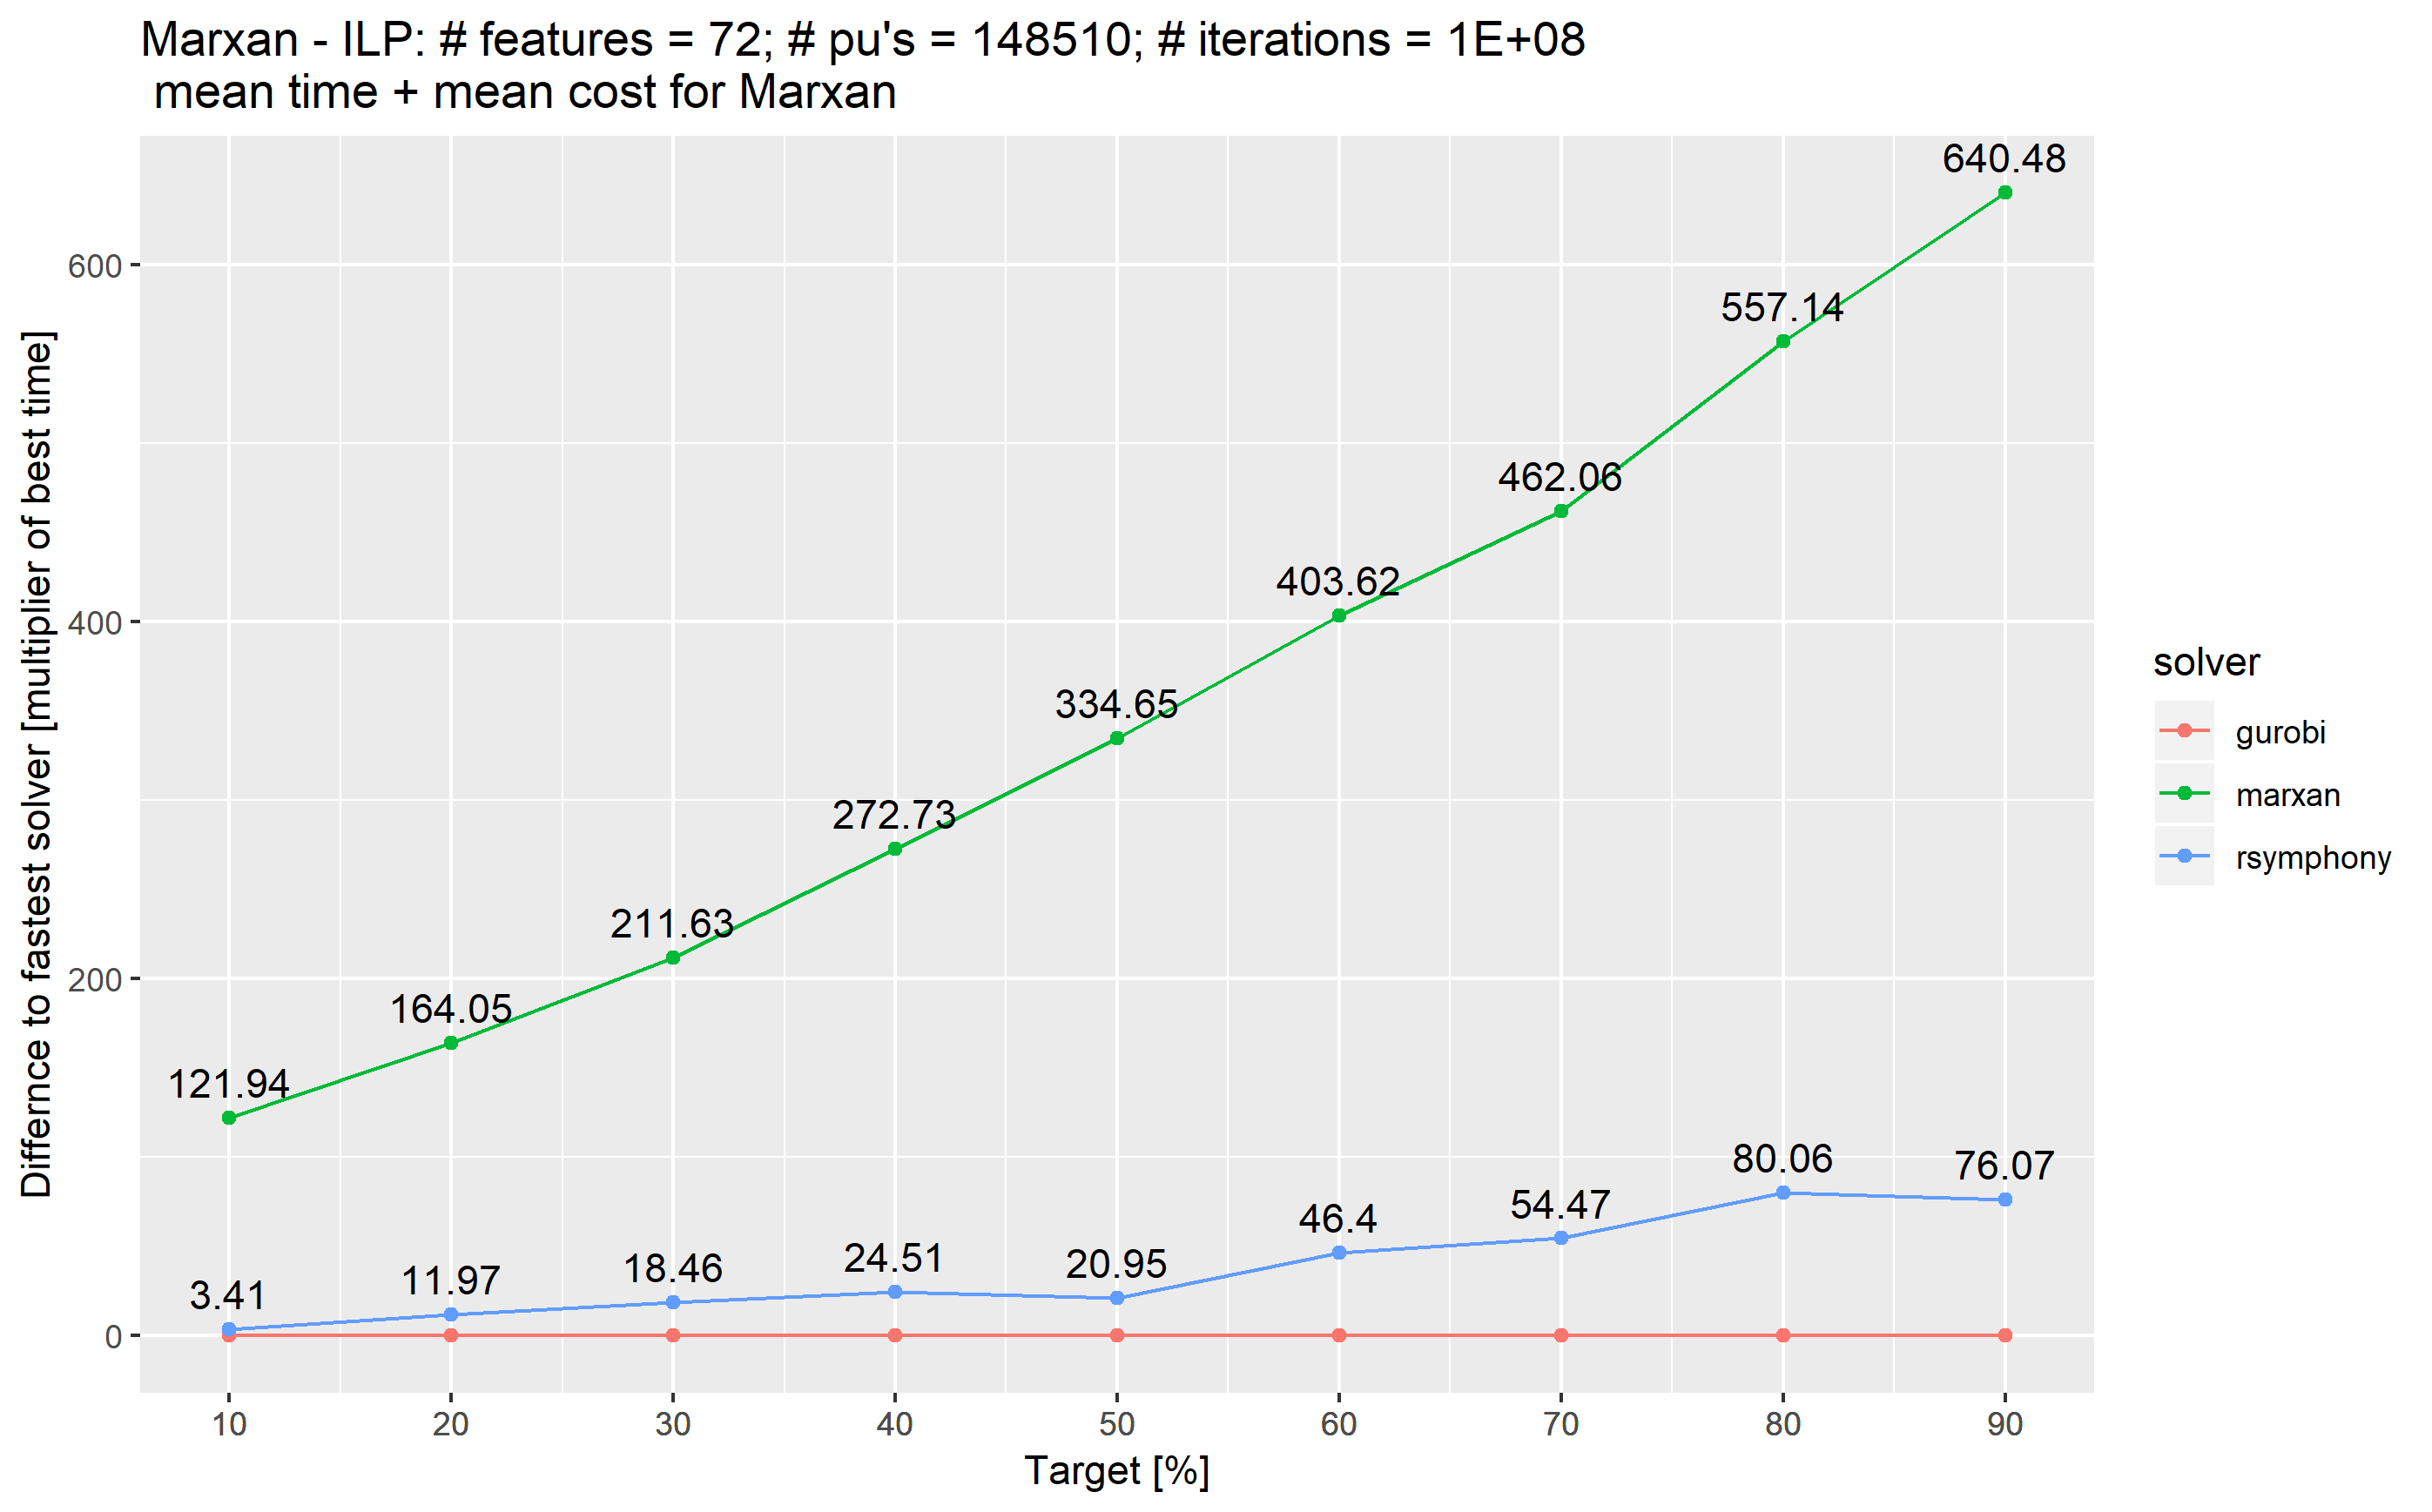 Marxan - ILP: # features = 72; # pu's = 148510; # iterations = 1E+08
mean time + mean cost for Marxan
Differnce to fastest solver [multiplier of best time]
600
400
200
0
640.48
557.14
462.06
403.62
334.65
272.73
211.63
164.05
121.94
3.41
11.97
18.46
24.51
20.95
46.4
54.47
80.06
76.07
10 20 30 40 50 60 70 80 90
Target [%]
solver
gurobi
marxan
rsymphony